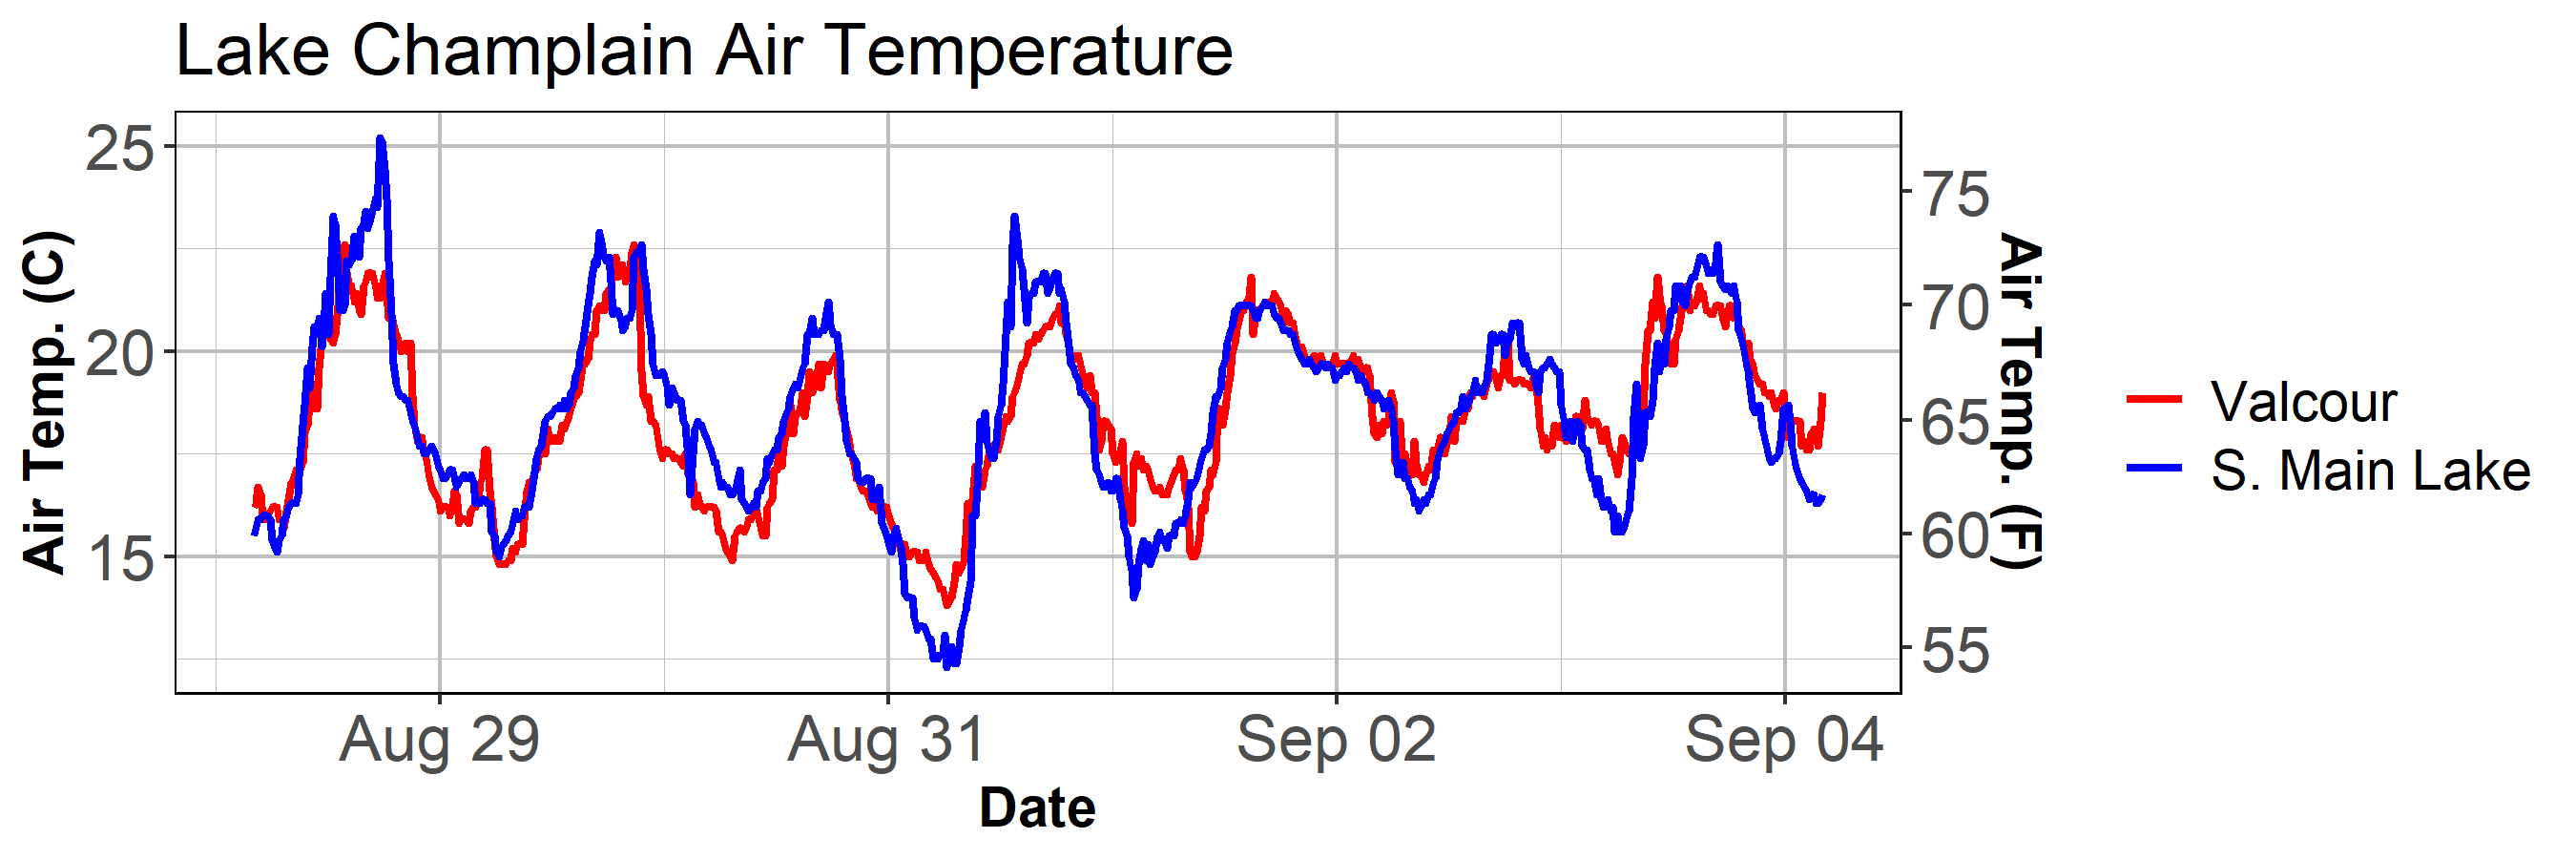 Lake Champlain Air Temperature
Air Temp. (C)
25
20
15
75
70
65
60
55
Air Temp. (F)
Aug 29
Aug 31
Sep 02
Sep 04
Date
Valcour
S. Main Lake